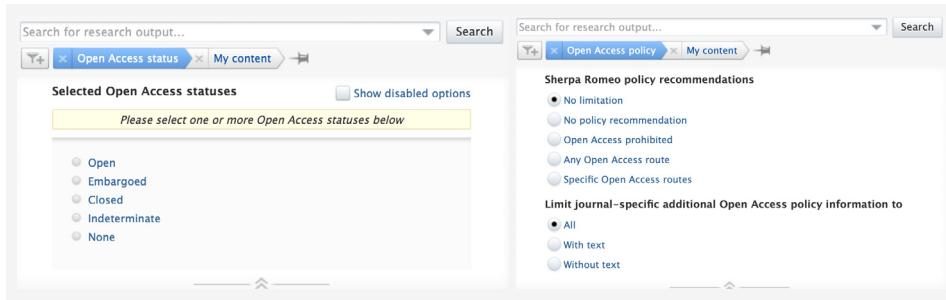 Search for research output...
Search
Open Access status
My content
Selected Open Access statuses
Show disabled options
Please select one or more Open Access statuses below
Open
Embargoed
Closed
Indeterminate
None
Search for research output...
Search
Open Access policy
My content
Sherpa Romeo policy recommendations
No limitation
No policy recommendation
Open Access prohibited
Any Open Access route
Specific Open Access routes
Limit journal-specific additional Open Access policy information to
All
With text
Without text